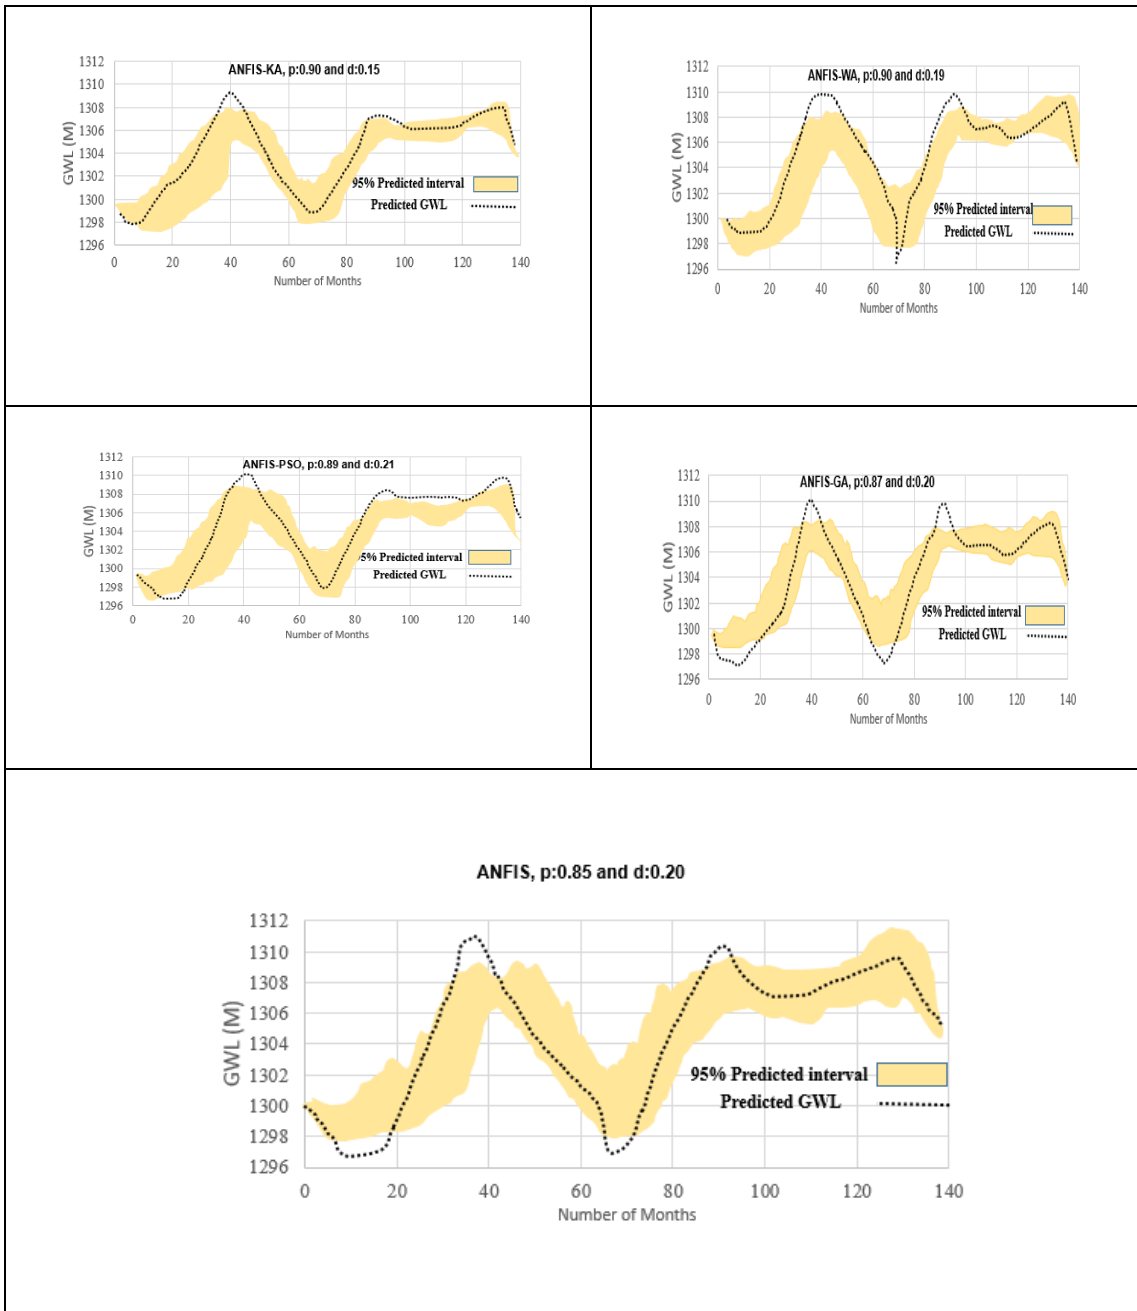 ANFIS-KA, p:0.90 and d:0.15
1312
1310
1308
1306
1304
1302
1300
1298
1296
GWL (M)
95% Predicted interval
Predicted GWL
0 20 40 60 80 100 120 140
Number of Months
ANFIS-WA, p:0.90 and d:0.19
1312
1310
1308
1306
1304
1302
1300
1298
1296
GWL (M)
95% Predicted interval
Predicted GWL
0 20 40 60 80 100 120 140
Number of Months
ANFIS-PSO, p:0.89 and d:0.21
1312
1310
1308
1306
1304
1302
1300
1298
1296
GWL (M)
5% Predicted interval
Predicted GWL
0 20 40 60 80 100 120 140
Number of Months
ANFIS-GA, p:0.87 and d:0.20
1312
1310
1308
1306
1304
1302
1300
1298
1296
GWL (M)
95% Predicted interval
Predicted GWL
0 20 40 60 80 100 120 140
Number of Months
ANFIS, p:0.85 and d:0.20
1312
1310
1308
1306
1304
1302
1300
1298
1296
GWL (M)
95% Predicted interval
Predicted GWL
0 20 40 60 80 100 120 140
Number of Months